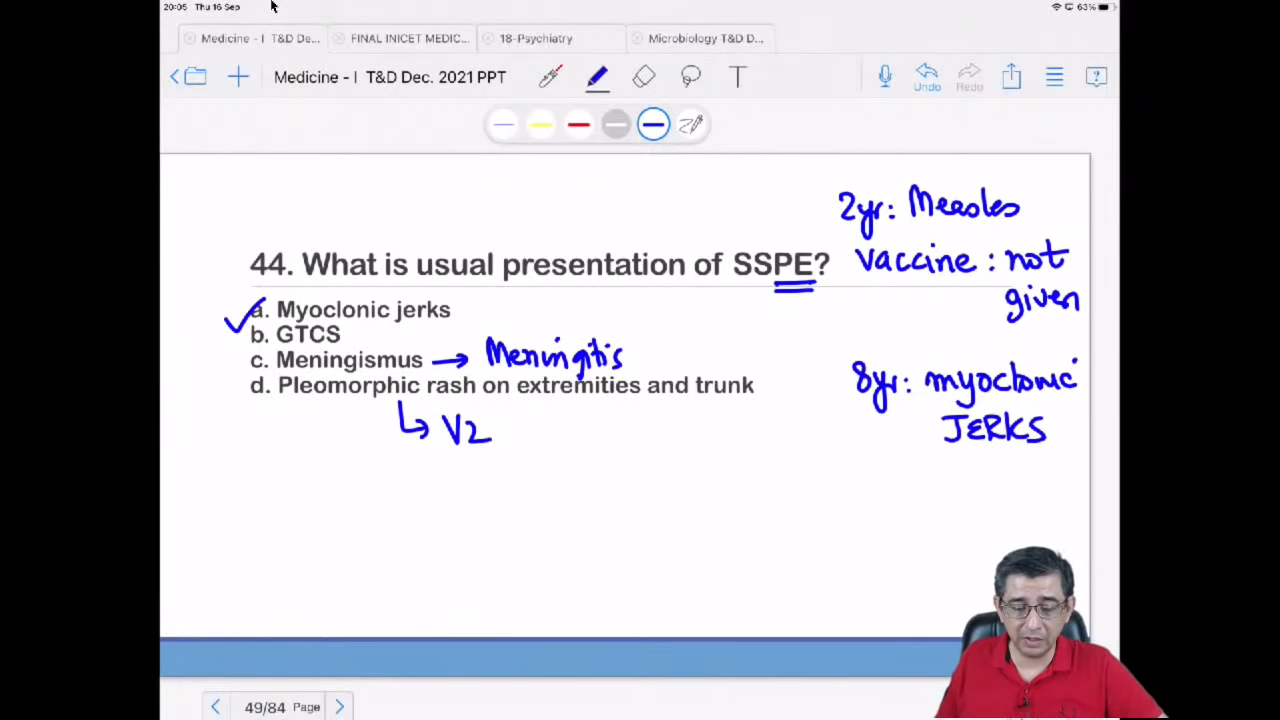 20:05 Thu 16 Sep
63%
Medicine - I T&D De...
FINAL INICET MEDIC...
18-Psychiatry
Microbiology T&D D...
Medicine - I T&D Dec. 2021 PPT
T
Undo
Redo
2yr: Measles
vaccine : not
given
44. What is usual presentation of SSPE?
a. Myoclonic jerks
b. GTCS
c. Meningismus → Meningitis
d. Pleomorphic rash on extremities and trunk
↳ VZ
8yr: myoclonic
JERKS
49/84 Page